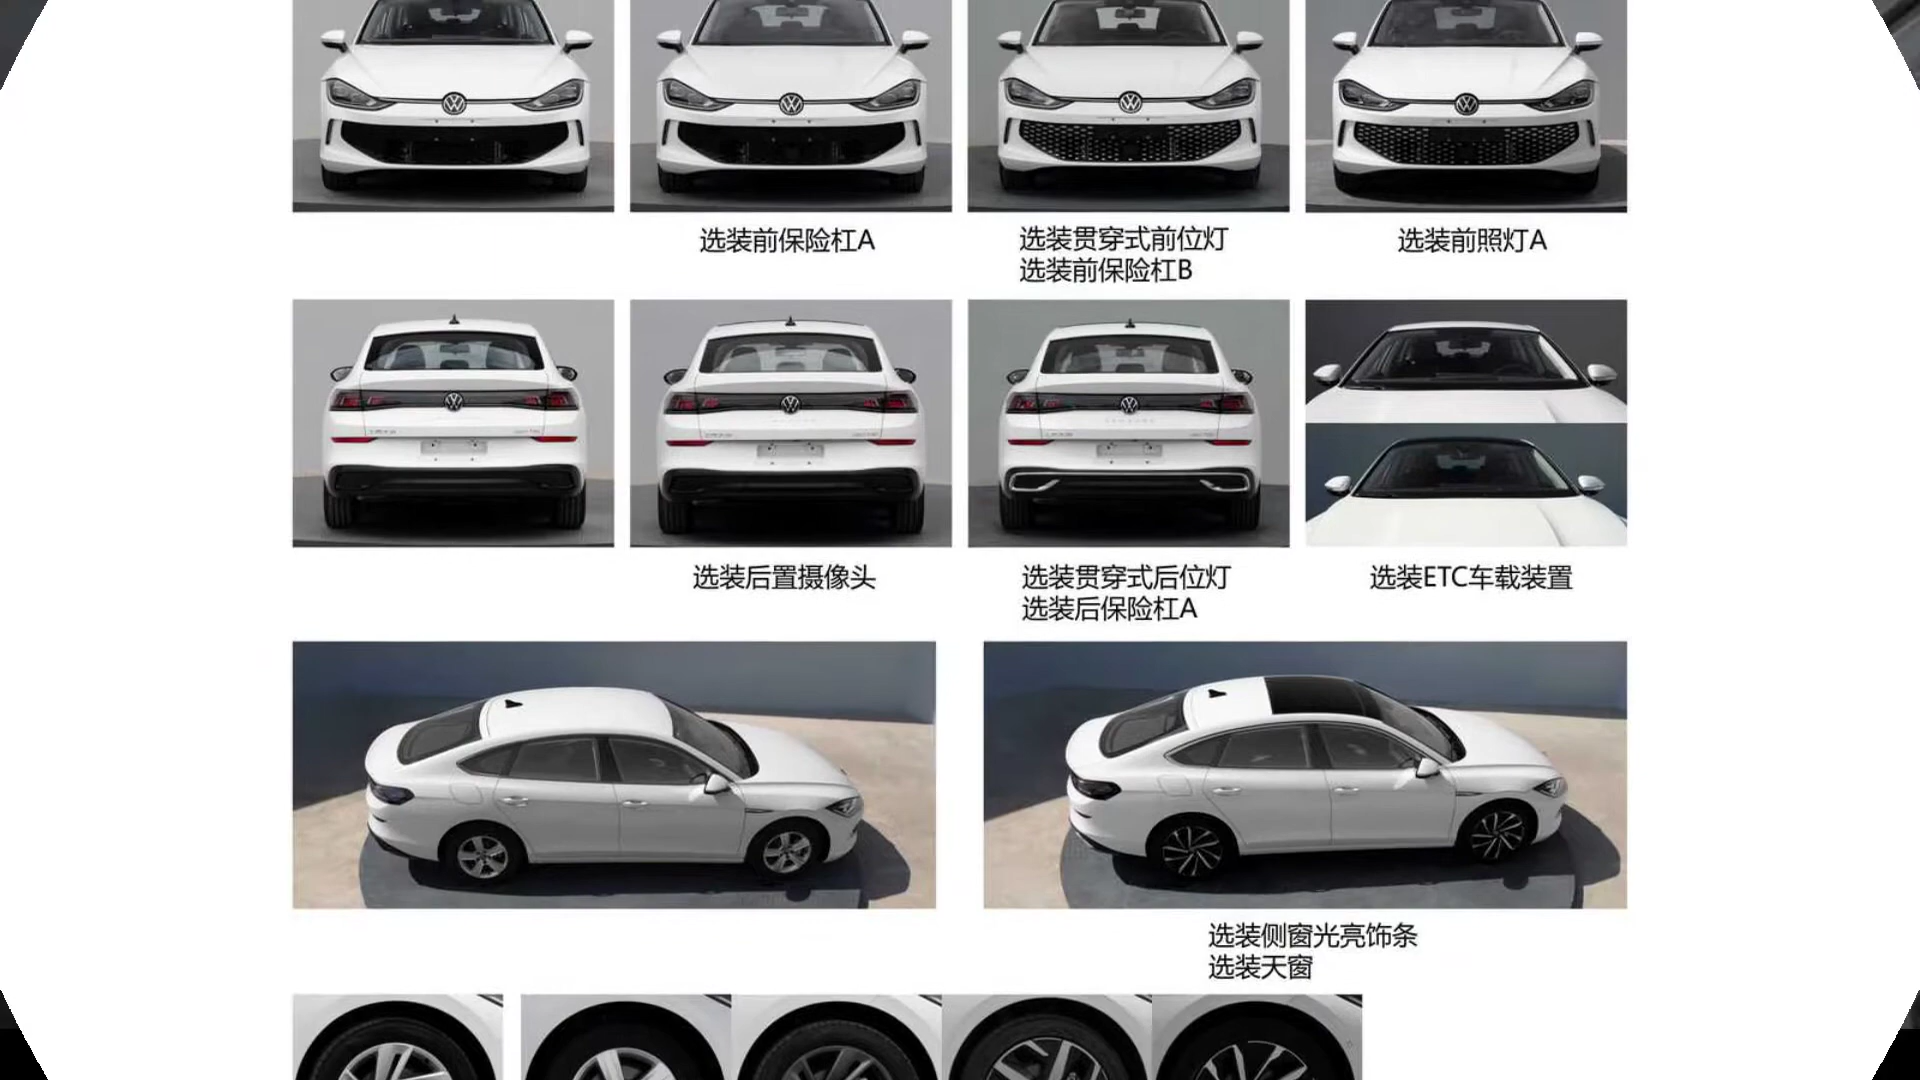 选装前保险杠A
选装贯穿式前位灯
选装前保险杠B
选装前照灯A
选装后置摄像头
选装贯穿式后位灯
选装后保险杠A
选装ETC车载装置
选装侧窗光亮饰条
选装天窗